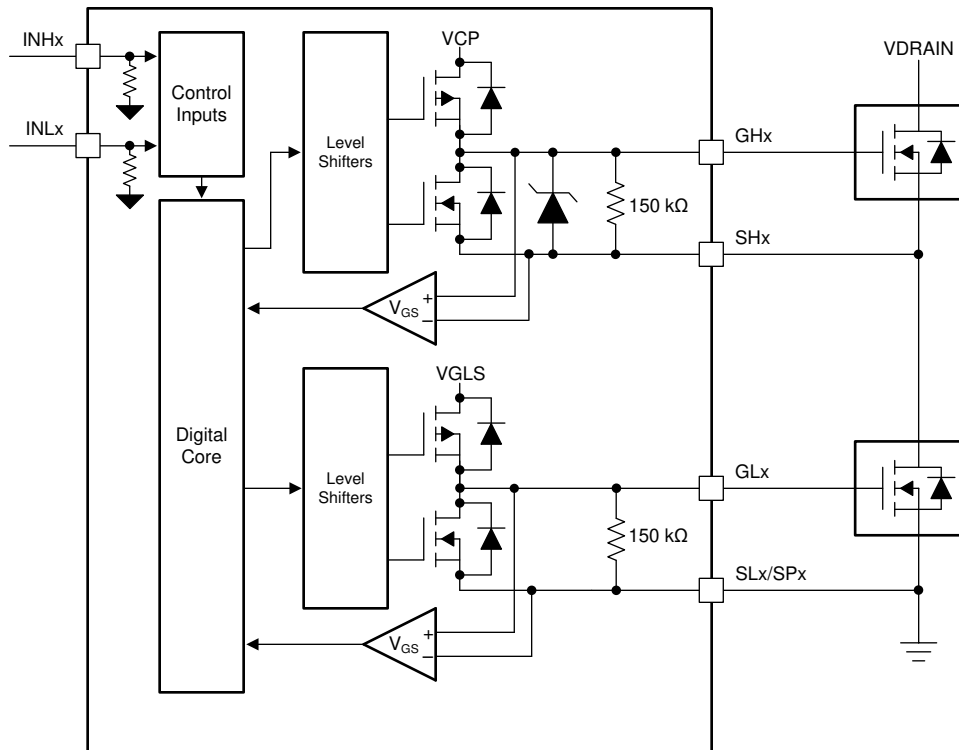 INHx
INLx
Control
Inputs
Level
Shifters
VCP
VDRAIN
GHx
150 kΩ
SHx
VGS
+
−
Digital
Core
VGLS
Level
Shifters
GLx
150 kΩ
SLx/SPx
VGS
+
−